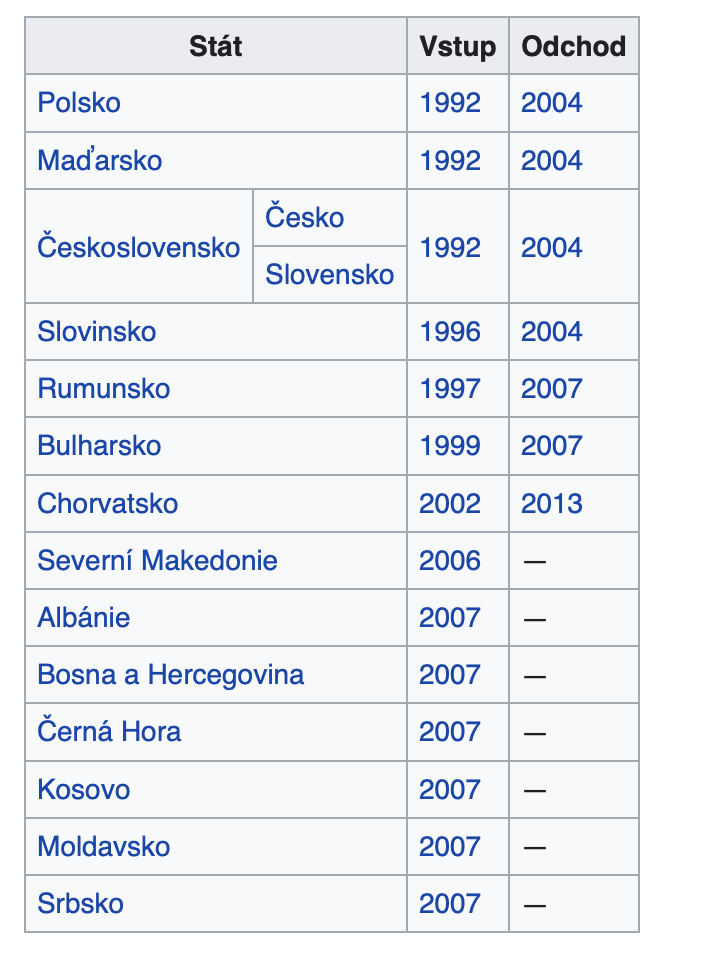 Stát Vstup Odchod
Polsko 1992 2004
Maďarsko 1992 2004
Česko
Československo 1992 2004
Slovensko
Slovinsko 1996 2004
Rumunsko 1997 2007
Bulharsko 1999 2007
Chorvatsko 2002 2013
Severní Makedonie 2006 —
Albánie 2007 —
Bosna a Hercegovina 2007 —
Černá Hora 2007 —
Kosovo 2007 —
Moldavsko 2007 —
Srbsko 2007 —